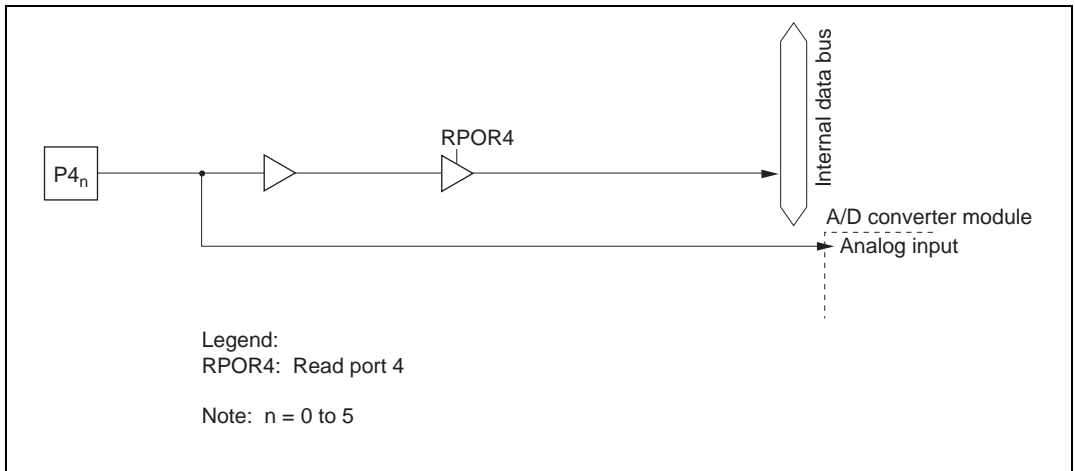 Internal data bus
RPOR4
P4n
A/D converter module
Analog input
Legend:
RPOR4: Read port 4
Note: n = 0 to 5